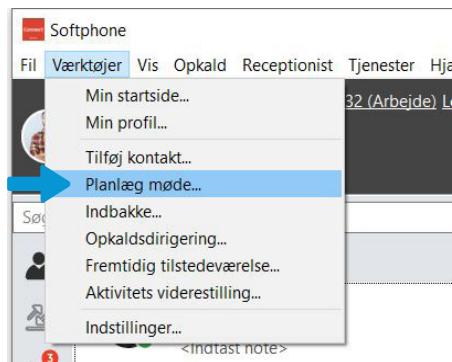 Softphone
Fil Værktøjer Vis Opkald Receptionist Tjenester
Min startside...
32 (Arbejde)
Min profil...
Tilføj kontakt...
Planlæg møde...
Indbakke...
Opkaldsdirigering...
Fremtidig tilstedeværelse...
Aktivitets viderestilling...
Indstillinger...
<Indtast note>
3